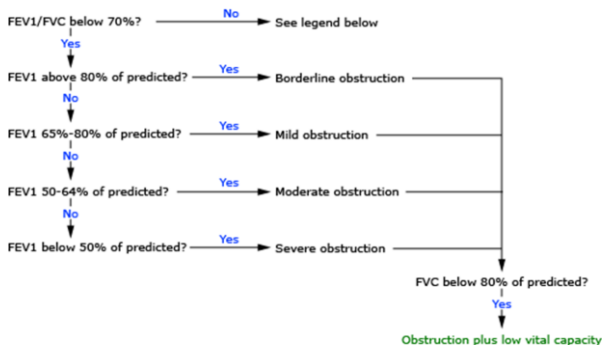 FEV1/FVC below 70%?
No
See legend below
Yes
FEV1 above 80% of predicted?
Yes
Borderline obstruction
No
FEV1 65%-80% of predicted?
Yes
Mild obstruction
No
FEV1 50-64% of predicted?
Yes
Moderate obstruction
No
FEV1 below 50% of predicted?
Yes
Severe obstruction
FVC below 80% of predicted?
Yes
Obstruction plus low vital capacity